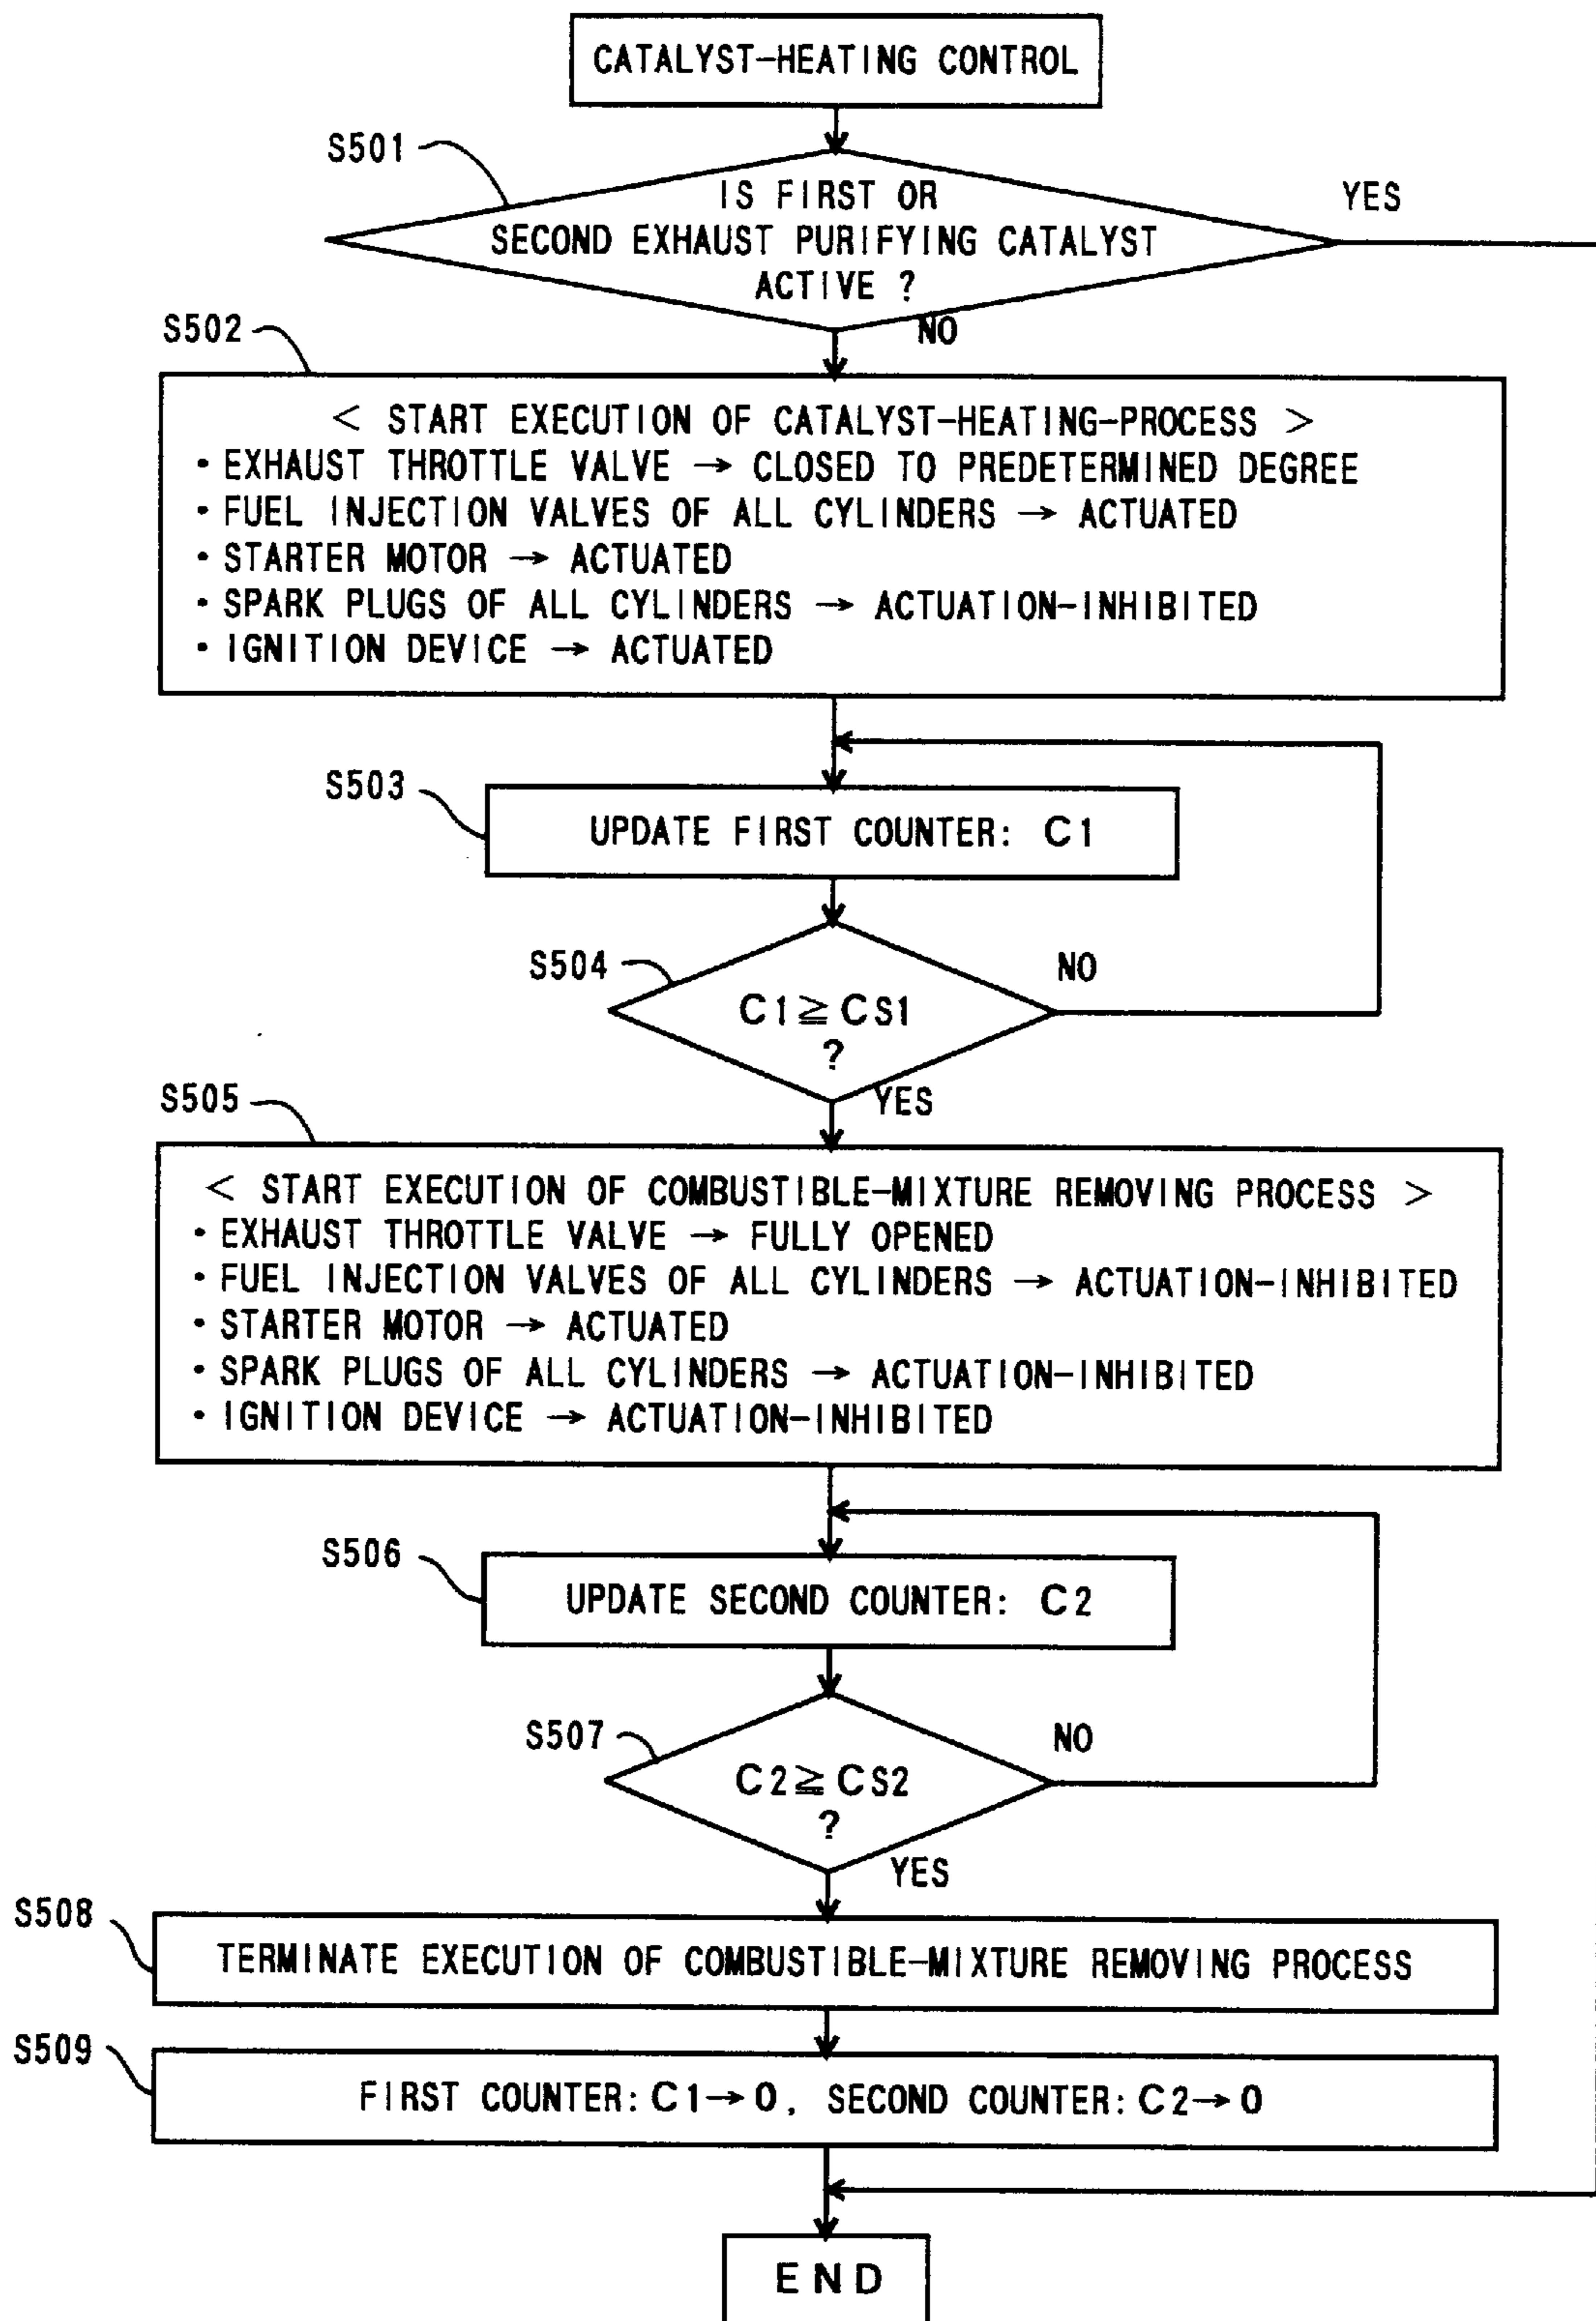 CATALYST-HEATING CONTROL
S501
IS FIRST OR
SECOND EXHAUST PURIFYING CATALYST
ACTIVE ?
YES
NO
S502
< START EXECUTION OF CATALYST-HEATING-PROCESS >
・EXHAUST THROTTLE VALVE → CLOSED TO PREDETERMINED DEGREE
・FUEL INJECTION VALVES OF ALL CYLINDERS → ACTUATED
・STARTER MOTOR → ACTUATED
・SPARK PLUGS OF ALL CYLINDERS → ACTUATION-INHIBITED
・IGNITION DEVICE → ACTUATED
S503
UPDATE FIRST COUNTER: C1
S504
C1≧CS1
?
NO
YES
S505
< START EXECUTION OF COMBUSTIBLE-MIXTURE REMOVING PROCESS >
・EXHAUST THROTTLE VALVE → FULLY OPENED
・FUEL INJECTION VALVES OF ALL CYLINDERS → ACTUATION-INHIBITED
・STARTER MOTOR → ACTUATED
・SPARK PLUGS OF ALL CYLINDERS → ACTUATION-INHIBITED
・IGNITION DEVICE → ACTUATION-INHIBITED
S506
UPDATE SECOND COUNTER: C2
S507
C2≧CS2
?
NO
YES
S508
TERMINATE EXECUTION OF COMBUSTIBLE-MIXTURE REMOVING PROCESS
S509
FIRST COUNTER: C1→0, SECOND COUNTER: C2→0
END